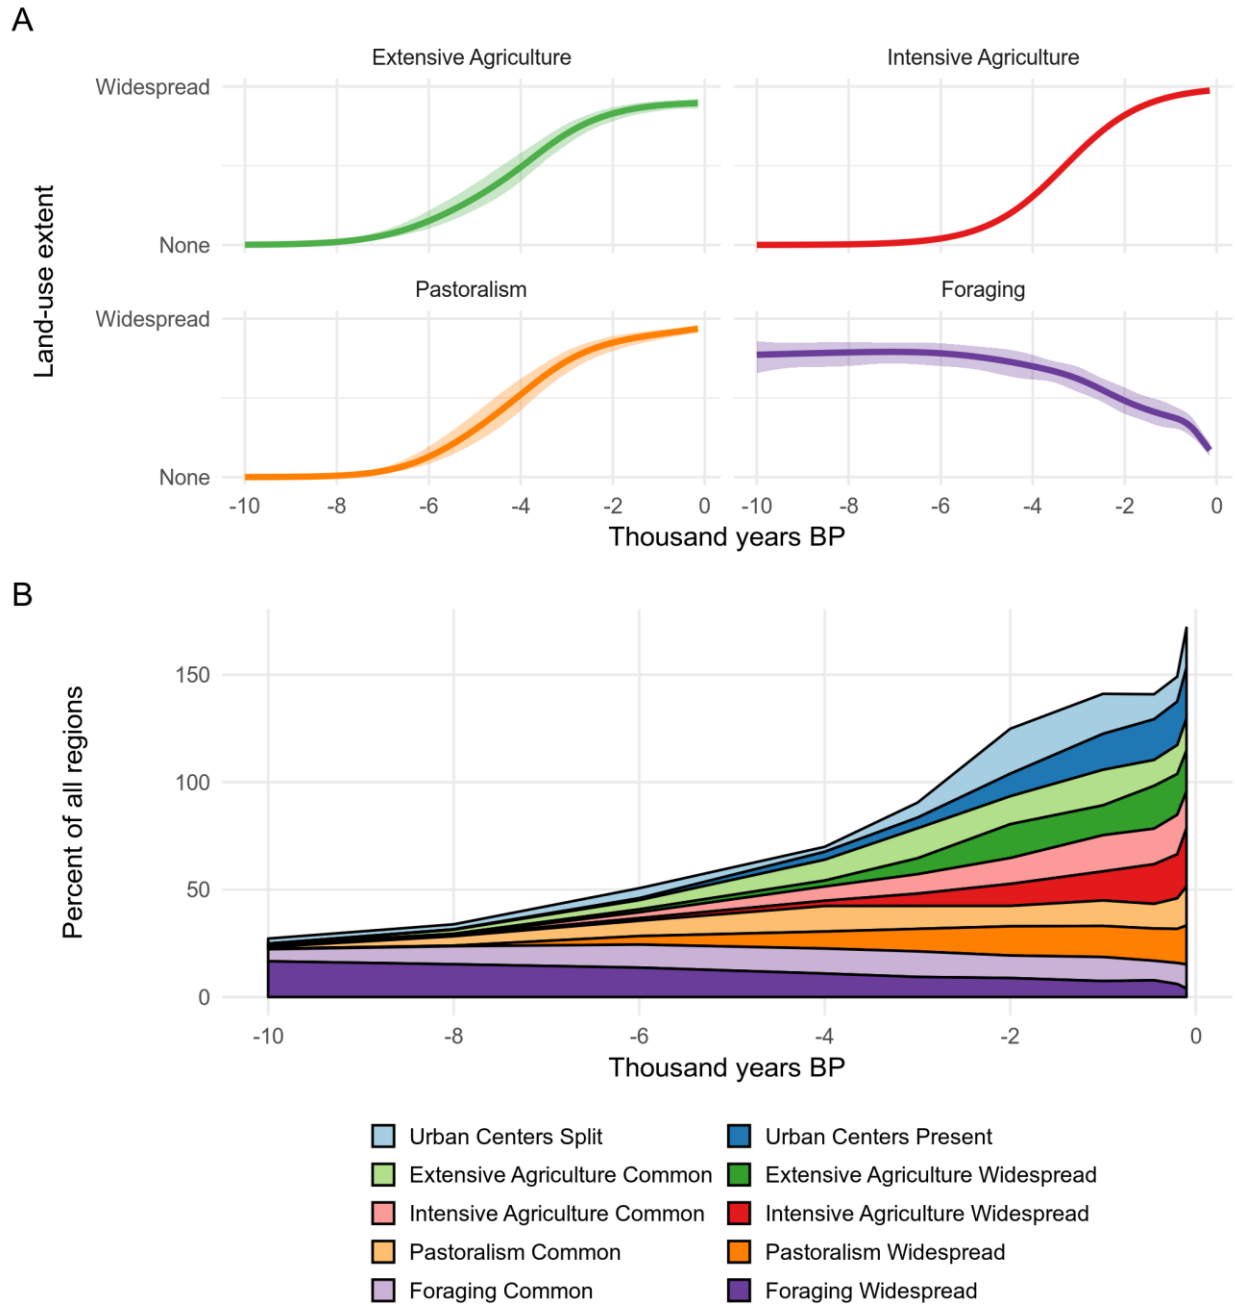 A
Extensive Agriculture
Intensive Agriculture
Widespread
None
Land-use extent
Pastoralism
Foraging
Widespread
None
-10 -8 -6 -4 -2 0
-10 -8 -6 -4 -2 0
Thousand years BP
B
150
100
50
0
Percent of all regions
-10 -8 -6 -4 -2 0
Thousand years BP
Urban Centers Split
Urban Centers Present
Extensive Agriculture Common
Extensive Agriculture Widespread
Intensive Agriculture Common
Intensive Agriculture Widespread
Pastoralism Common
Pastoralism Widespread
Foraging Common
Foraging Widespread